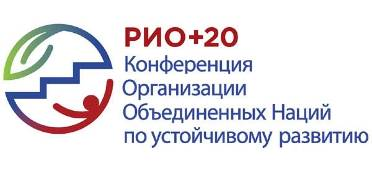 РИО+20
Конференция
Организации
Объединенных Наций
по устойчивому развитию